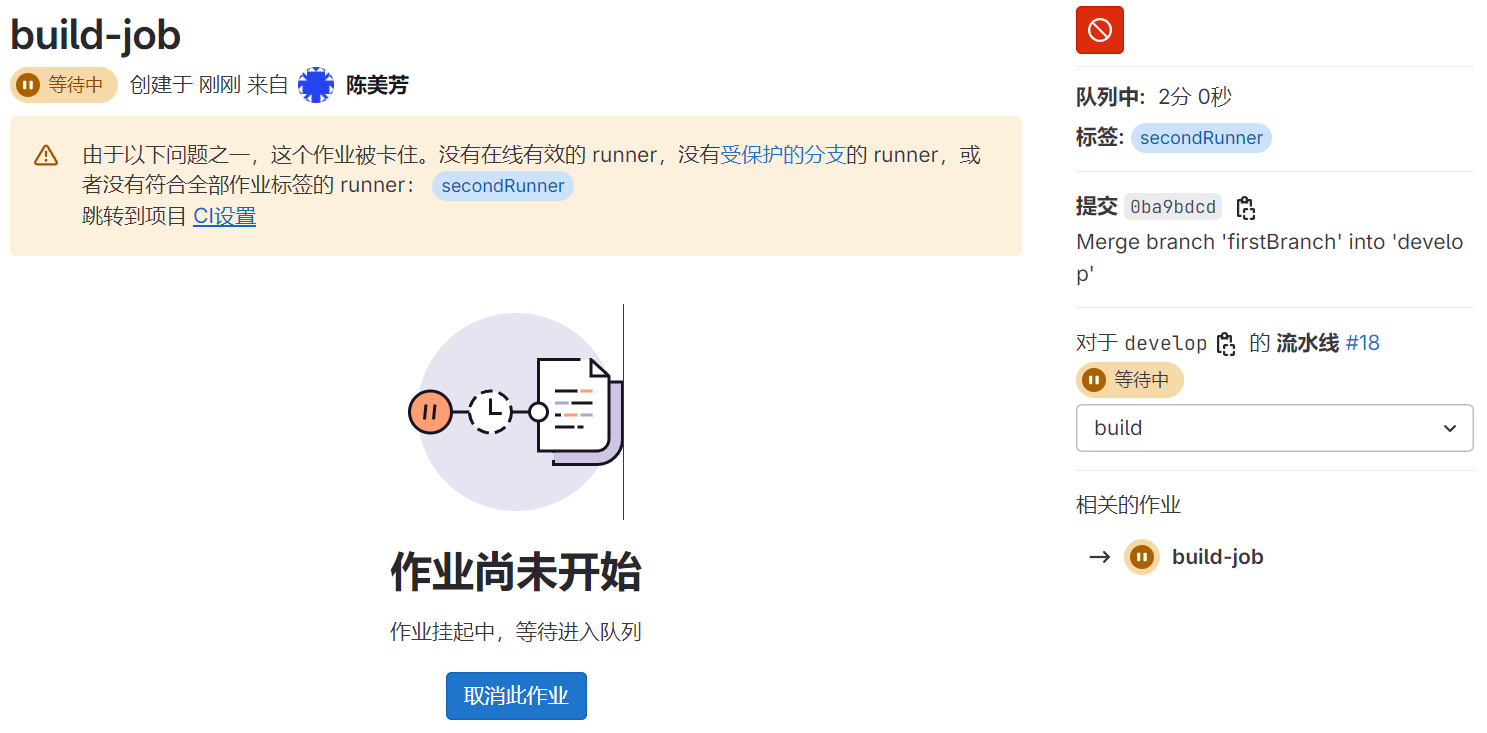 build-job
等待中 创建于 刚刚 来自 陈美芳
由于以下问题之一，这个作业被卡住。没有在线有效的 runner，没有受保护的分支的 runner，或
者没有符合全部作业标签的 runner： secondRunner
跳转到项目 CI设置
作业尚未开始
作业挂起中，等待进入队列
取消此作业
队列中: 2分 0秒
标签: secondRunner
提交 0ba9bdcd
Merge branch 'firstBranch' into 'develo
p'
对于 develop 的 流水线 #18
等待中
build
相关的作业
build-job